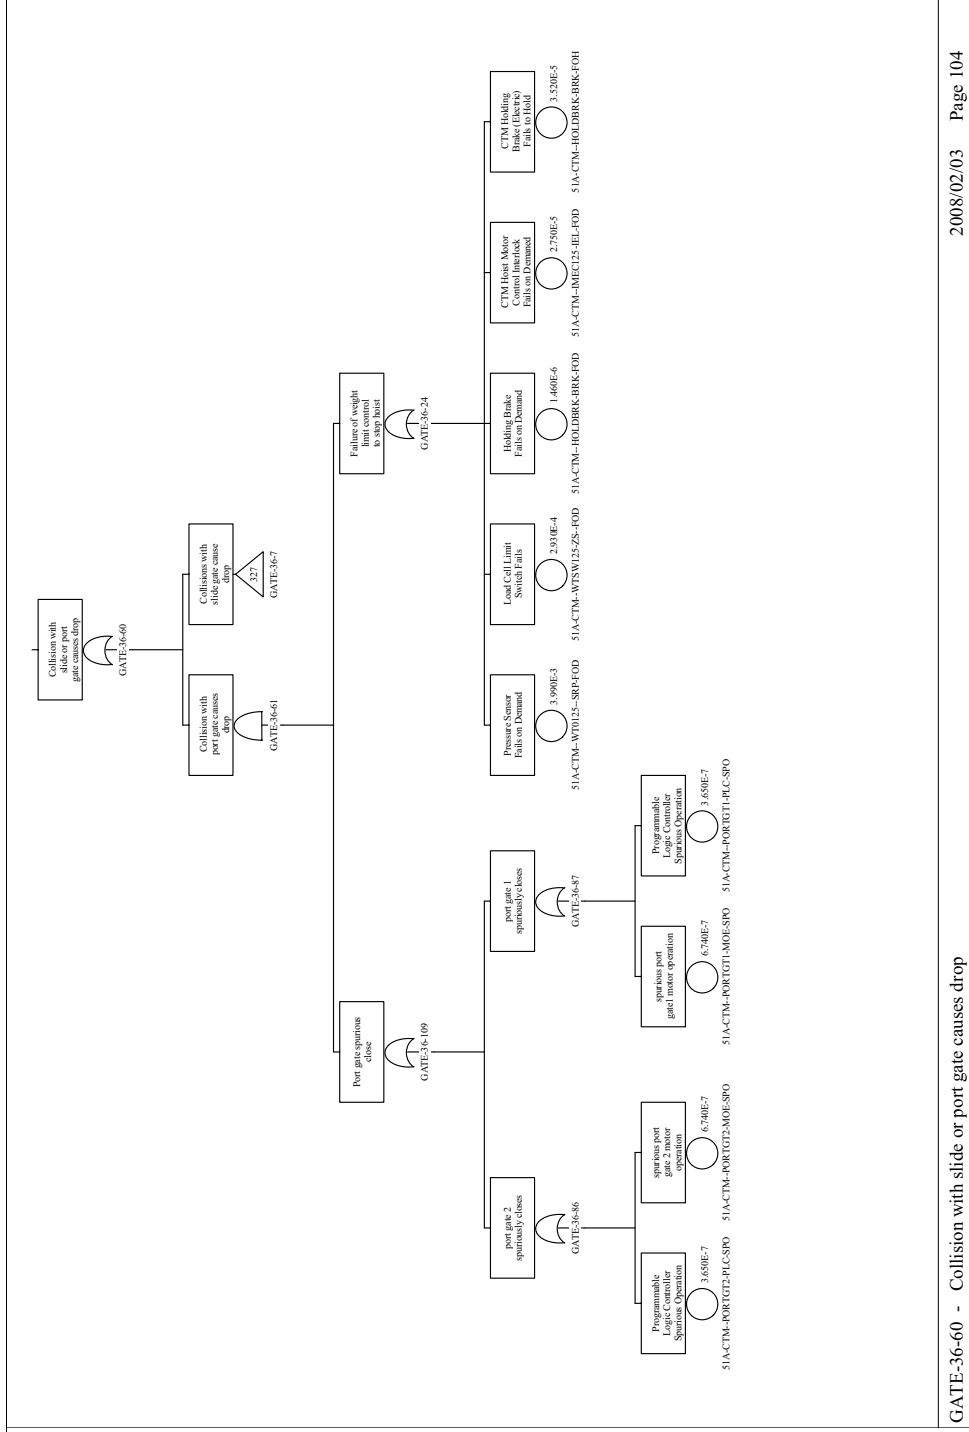 Collision with
slide or port
gate causes drop
GATE-36-60
Collision with
port gate causes
drop
GATE-36-61
Collisions with
slide gate cause
drop
327
GATE-36-7
Port gate spurious
close
GATE-36-109
Failure of weight
limit control
to stop hoist
GATE-36-24
port gate 2
spuriously closes
GATE-36-86
port gate 1
spuriously closes
GATE-36-87
Pressure Sensor
Fails on Demand
3.990E-3
51A-CTM--WT0125--SRP-FOD
Load Cell Limit
Switch Fails
2.930E-4
51A-CTM--WTSW125-ZS--FOD
Holding Brake
Fails on Demand
1.460E-6
51A-CTM--HOLDBRK-BRK-FOD
CTM Hoist Motor
Control Interlock
Fails on Demaned
2.750E-5
51A-CTM--IMEC125-IEL-FOD
CTM Holding
Brake (Electric)
Fails to Hold
3.520E-5
51A-CTM--HOLDBRK-BRK-FOH
Programmable
Logic Controller
Spurious Operation
3.650E-7
51A-CTM--PORTGT2-PLC-SPO
spurious port
gate 2 motor
operation
6.740E-7
51A-CTM--PORTGT2-MOE-SPO
spurious port
gate1 motor operation
6.740E-7
51A-CTM--PORTGT1-MOE-SPO
Programmable
Logic Controller
Spurious Operation
3.650E-7
51A-CTM--PORTGT1-PLC-SPO
GATE-36-60 - Collision with slide or port gate causes drop 2008/02/03 Page 104